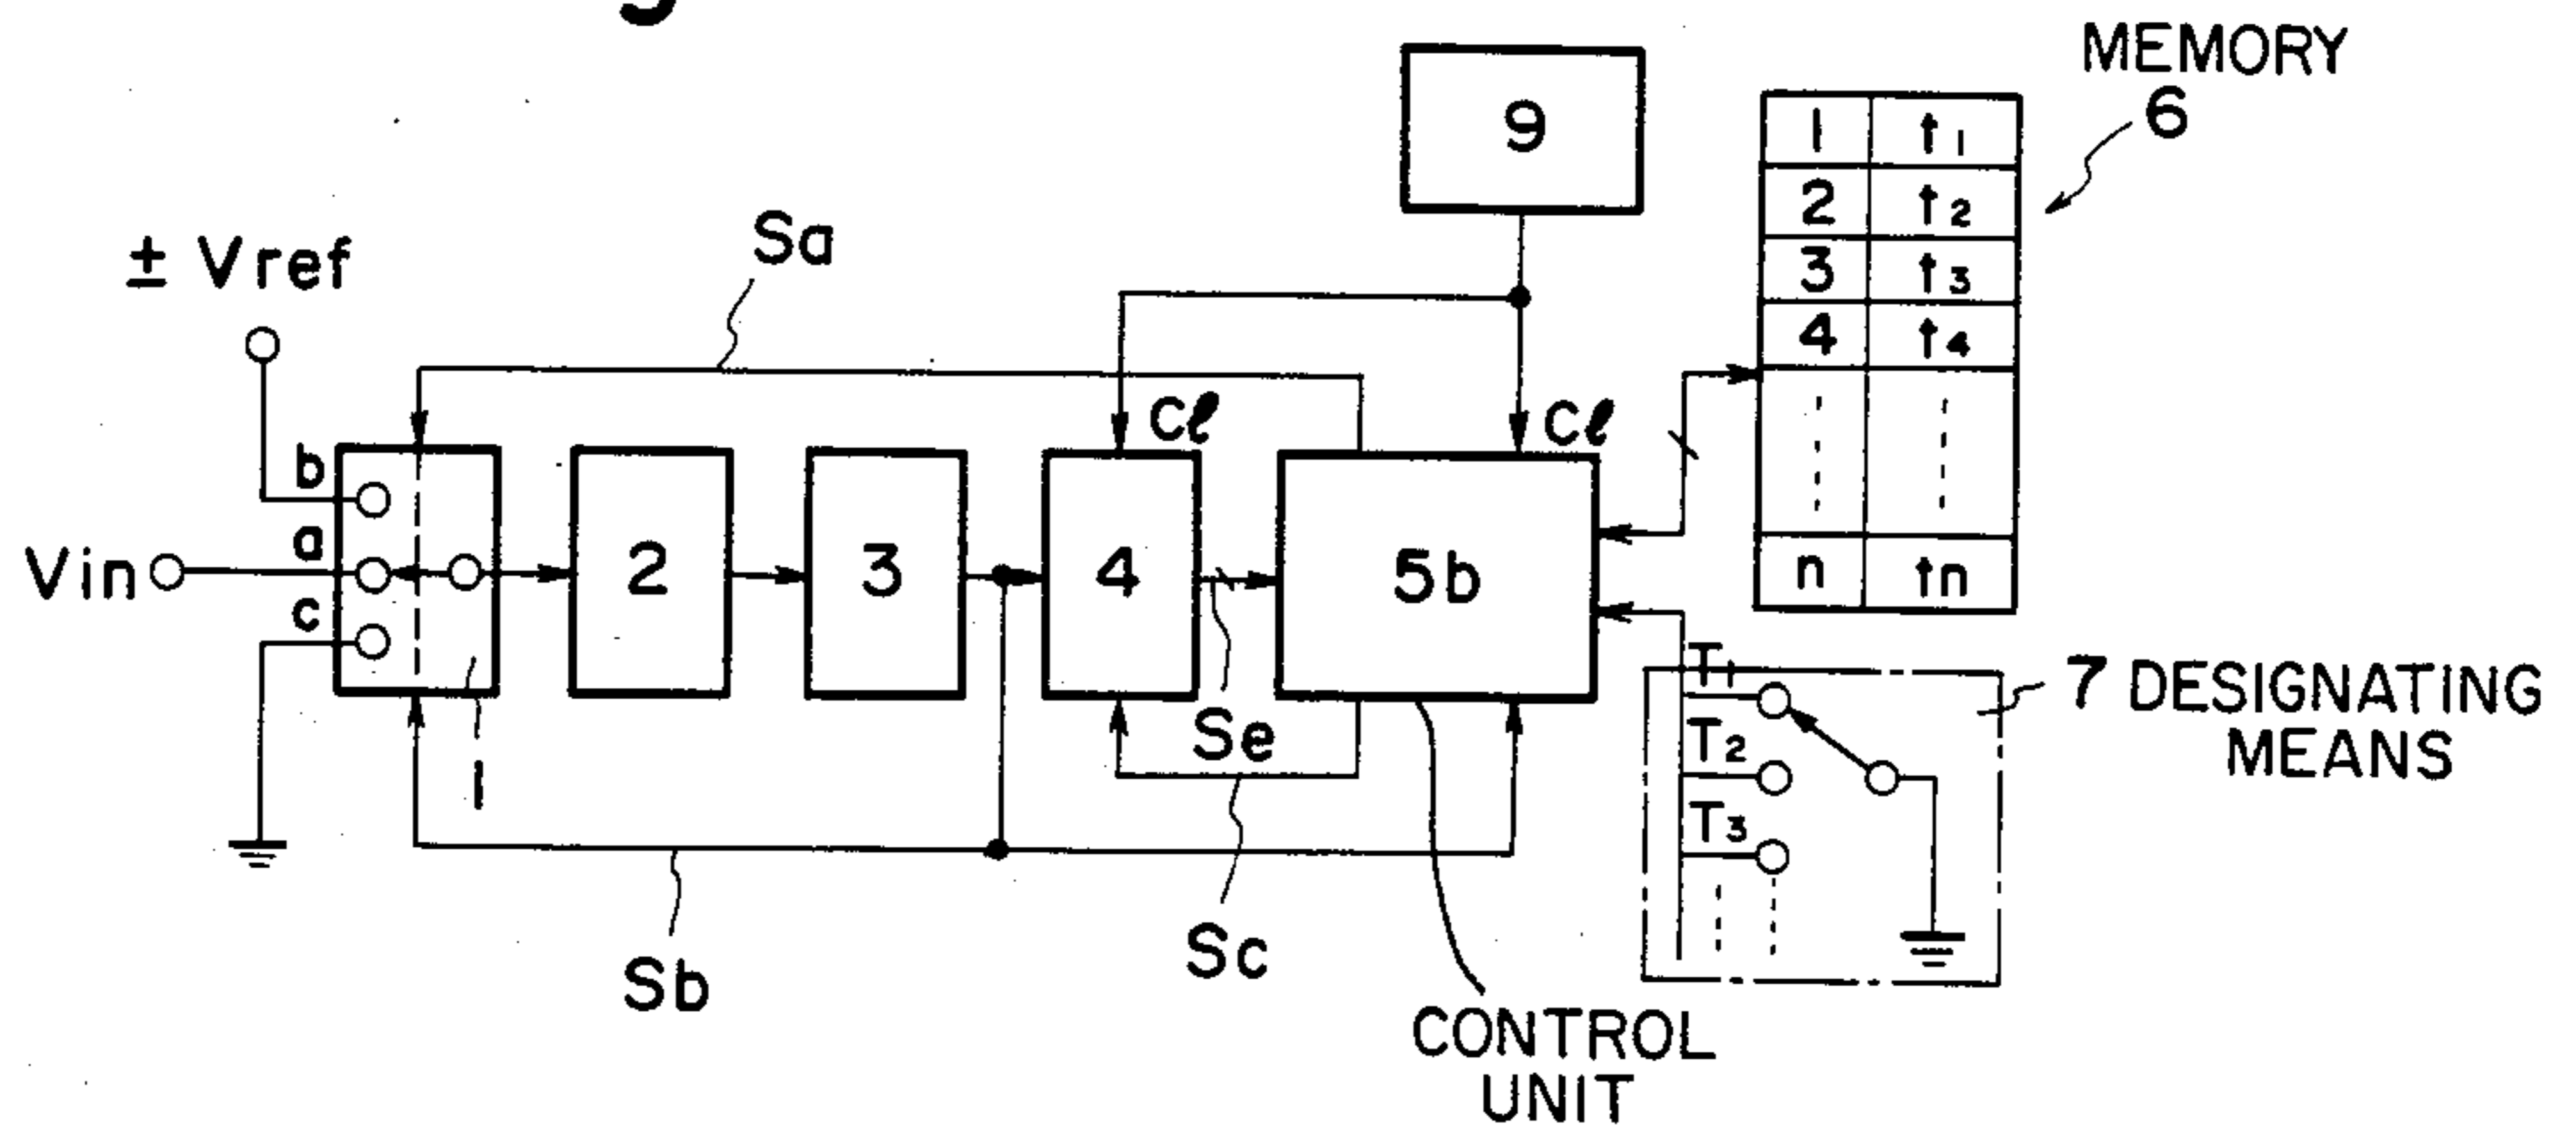 MEMORY
6
9
1 t1
2 t2
3 t3
4 t4
n tn
Sa
± Vref
Cℓ
Cℓ
b
a
Vin
c
1
2
3
4
5b
Se
Sc
Sb
T1
T2
T3
7 DESIGNATING
MEANS
CONTROL
UNIT